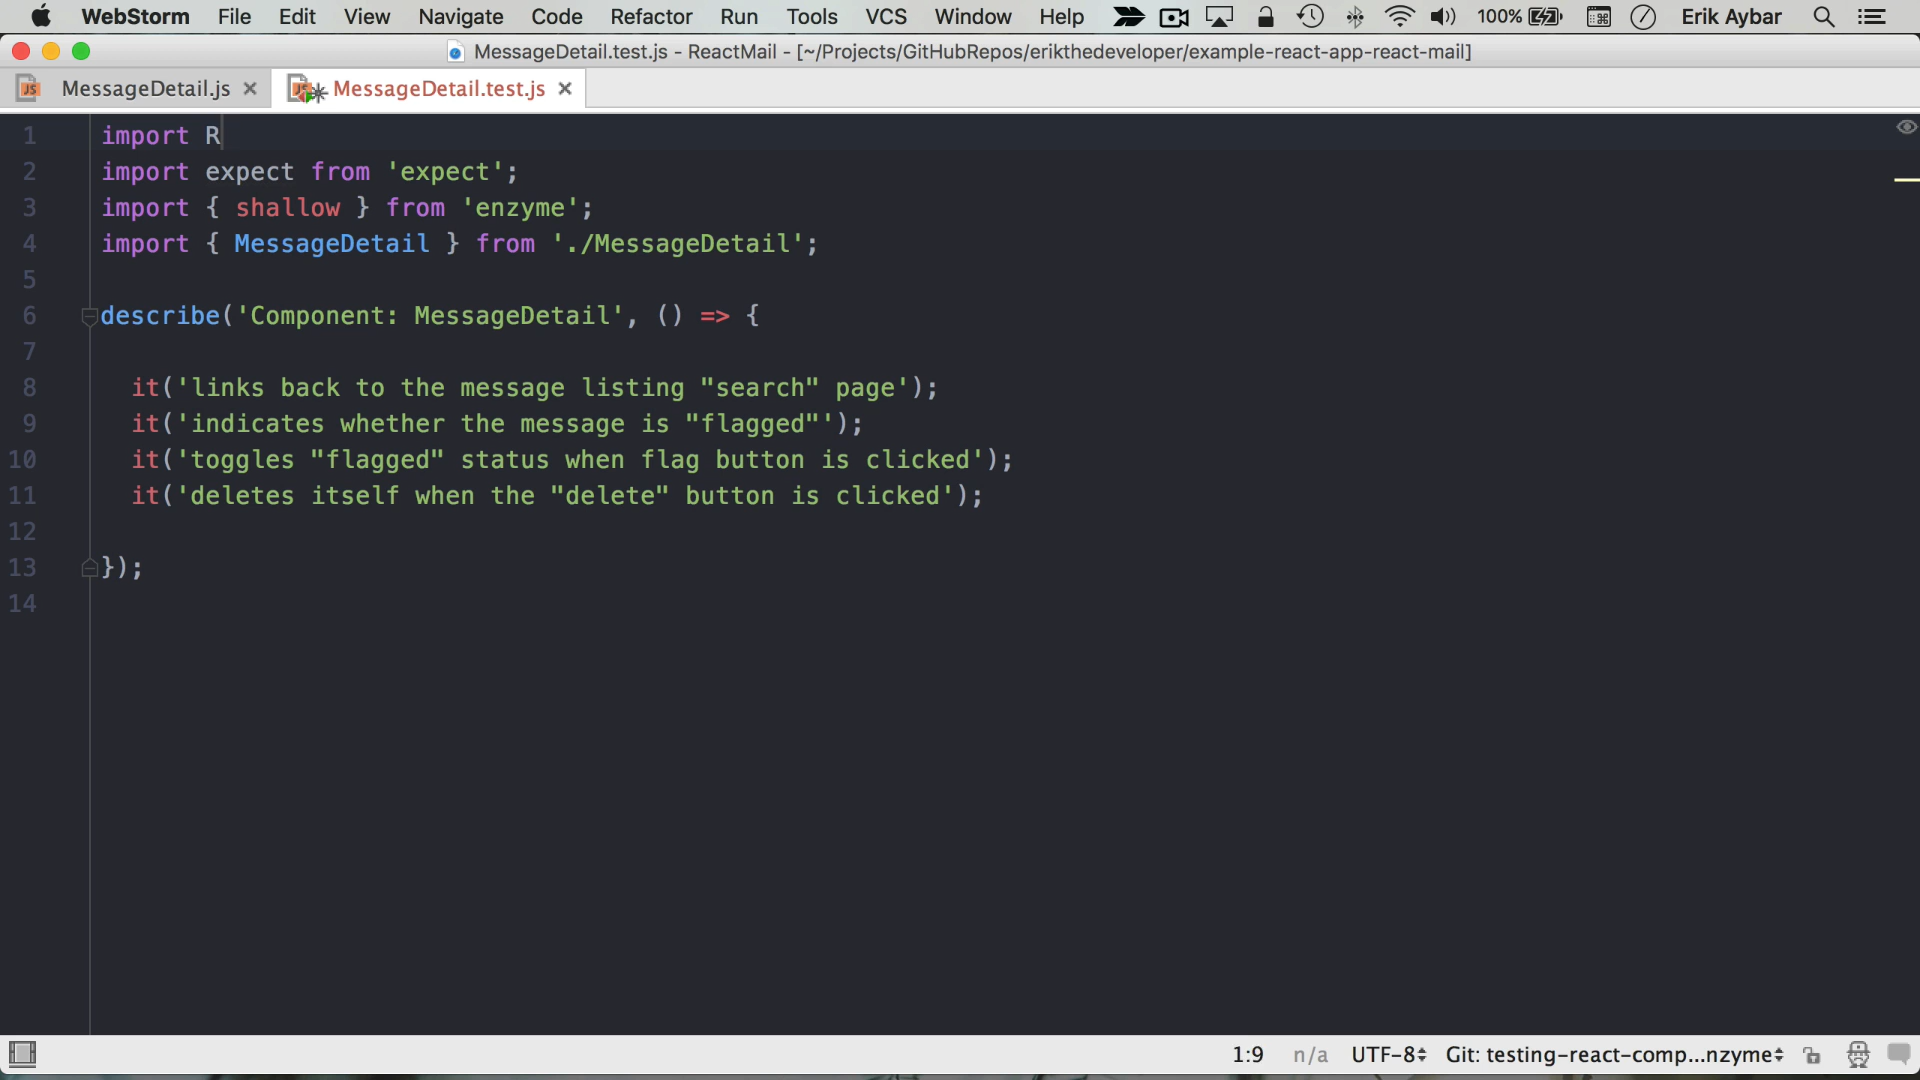 WebStorm File Edit View Navigate Code Refactor Run Tools VCS Window Help 100% Erik Aybar
MessageDetail.test.js - ReactMail - [~/Projects/GitHubRepos/erikthedeveloper/example-react-app-react-mail]
MessageDetail.js MessageDetail.test.js
1 import R
2 import expect from 'expect';
3 import { shallow } from 'enzyme';
4 import { MessageDetail } from './MessageDetail';
5
6 describe('Component: MessageDetail', () => {
7
8 it('links back to the message listing "search" page');
9 it('indicates whether the message is "flagged"');
10 it('toggles "flagged" status when flag button is clicked');
11 it('deletes itself when the "delete" button is clicked');
12
13 });
14
1:9 n/a UTF-8 Git: testing-react-comp...nzyme